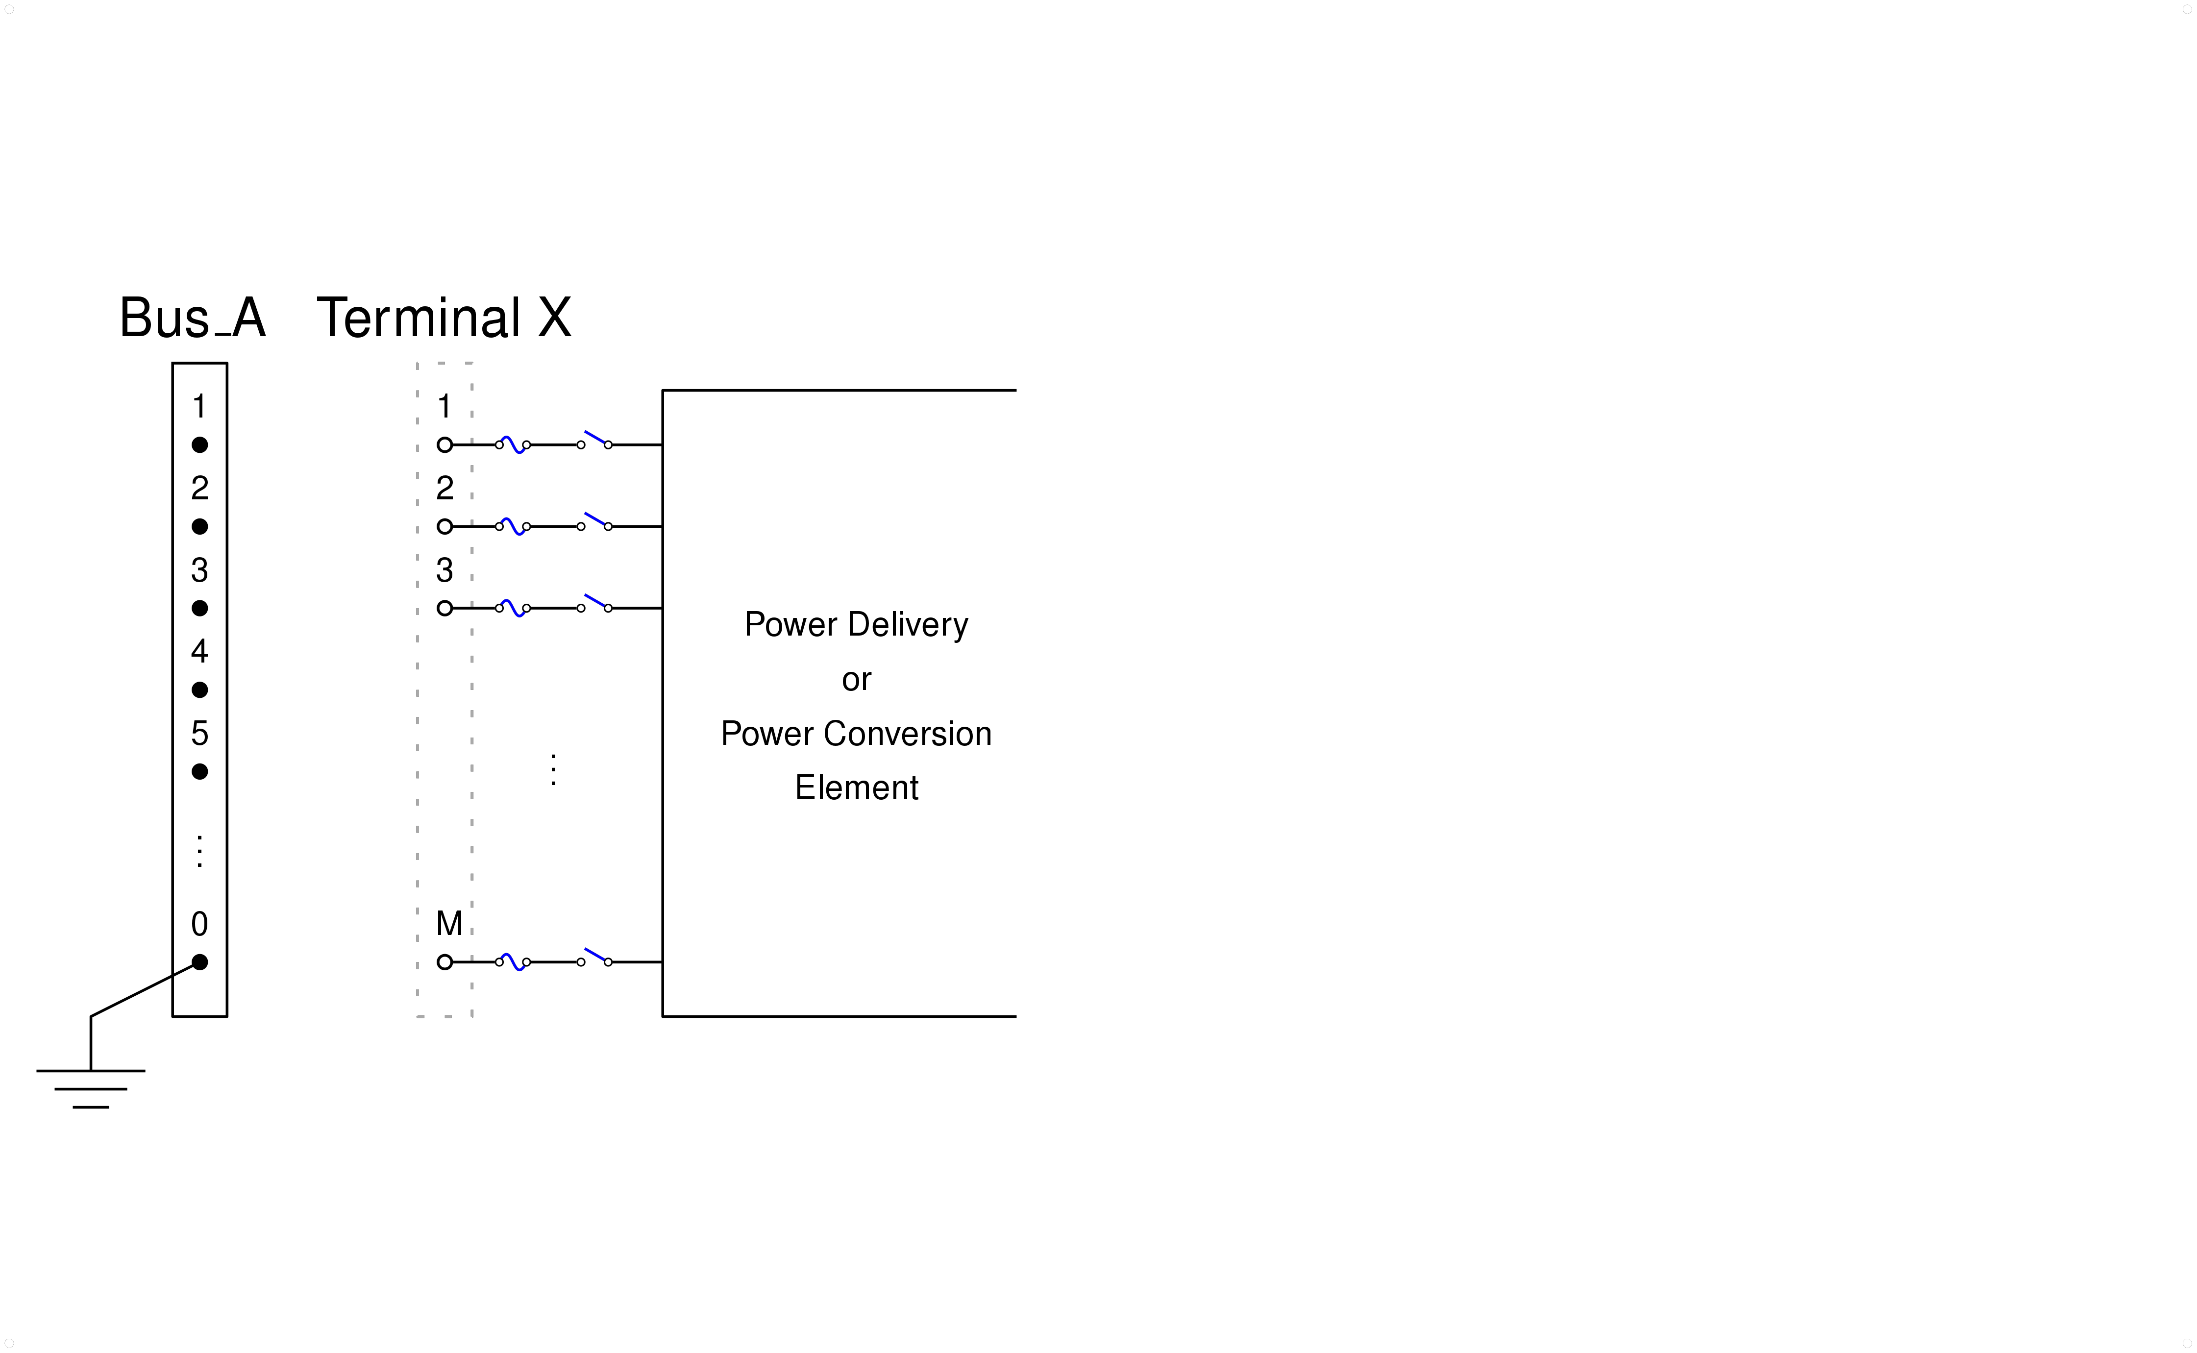 Bus_A Terminal X
1 1
2 2
3 3
4
5
⋮ ⋮
0 M
Power Delivery
or
Power Conversion
Element